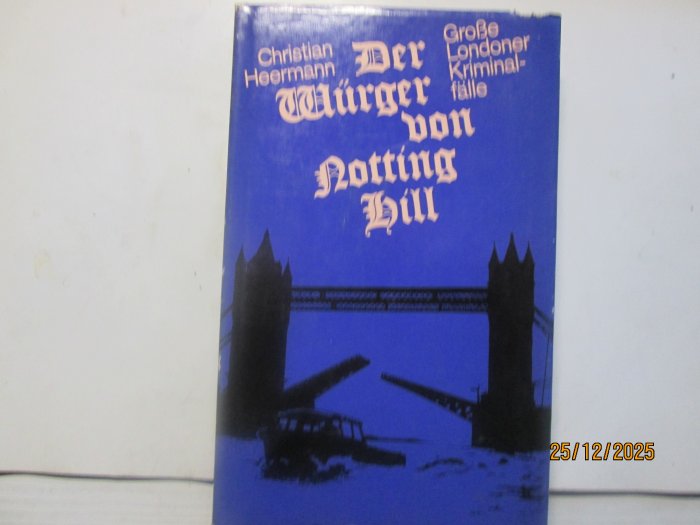 Christian
Heermann
Der
Würger
von
Notting
Hill
Große
Londoner
Kriminal-
fälle
25/12/2025